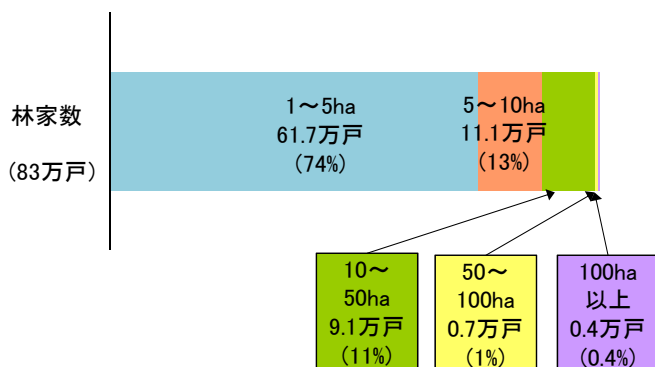 林家数
(83万戸)
1～5ha
61.7万戸
(74%)
5～10ha
11.1万戸
(13%)
10～
50ha
9.1万戸
(11%)
50～
100ha
0.7万戸
(1%)
100ha
以上
0.4万戸
(0.4%)